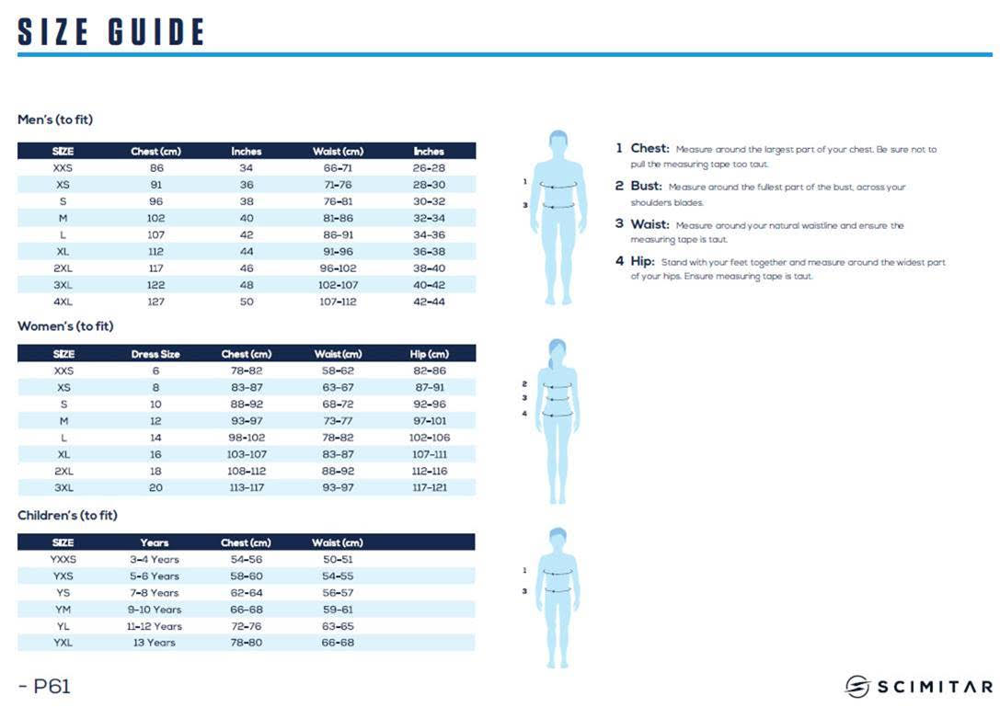 SIZE GUIDE
Men's (to fit)
SIZE Chest (cm) Inches Waist (cm) Inches
XXS 86 34 66-71 26-28
XS 91 36 71-76 28-30
S 96 38 76-81 30-32
M 102 40 81-86 32-34
L 107 42 86-91 34-36
XL 112 44 91-96 36-38
2XL 117 46 96-102 38-40
3XL 122 48 102-107 40-42
4XL 127 50 107-112 42-44
1
3
1 Chest: Measure around the largest part of your chest. Be sure not to
pull the measuring tape too taut.
2 Bust: Measure around the fullest part of the bust, across your
shoulders blades.
3 Waist: Measure around your natural waistline and ensure the
measuring tape is taut.
4 Hip: Stand with your feet together and measure around the widest part
of your hips. Ensure measuring tape is taut.
Women's (to fit)
SIZE Dress Size Chest (cm) Waist (cm) Hip (cm)
XXS 6 78-82 58-62 82-86
XS 8 83-87 63-67 87-91
S 10 88-92 68-72 92-96
M 12 93-97 73-77 97-101
L 14 98-102 78-82 102-106
XL 16 103-107 83-87 107-111
2XL 18 108-112 88-92 112-116
3XL 20 113-117 93-97 117-121
2
3
4
Children's (to fit)
SIZE Years Chest (cm) Waist (cm)
YXXS 3-4 Years 54-56 50-51
YXS 5-6 Years 58-60 54-55
YS 7-8 Years 62-64 56-57
YM 9-10 Years 66-68 59-61
YL 11-12 Years 72-76 63-65
YXL 13 Years 78-80 66-68
1
3
- P61
SCIMITAR